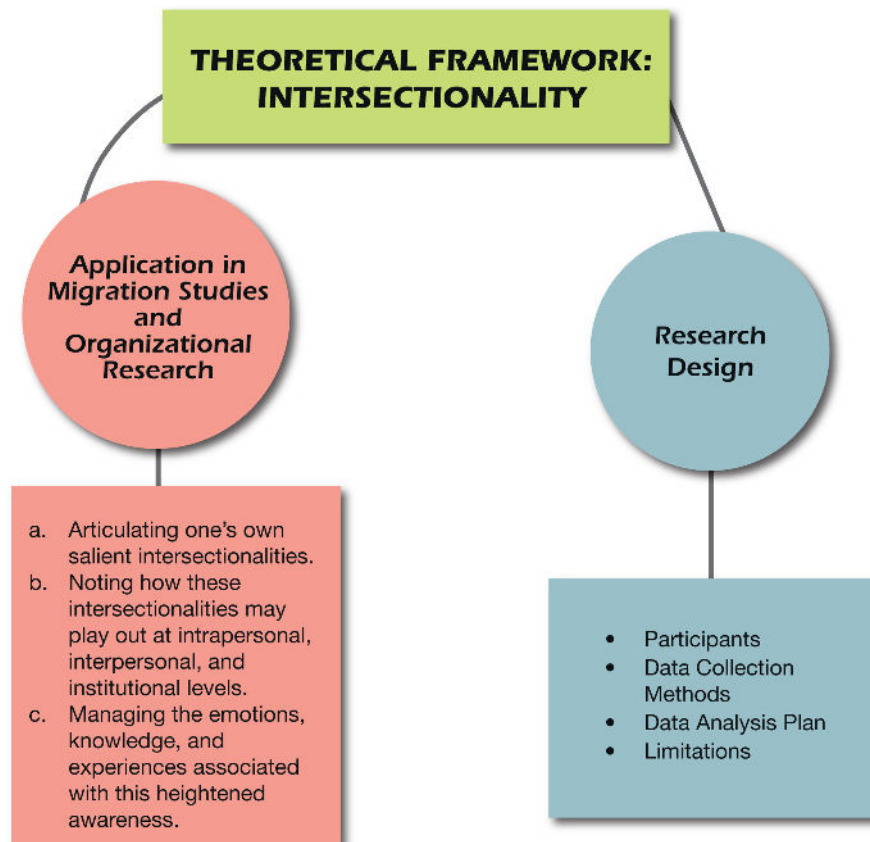 THEORETICAL FRAMEWORK:
INTERSECTIONALITY
Application in
Migration Studies
and
Organizational
Research
a. Articulating one's own
salient intersectionalities.
b. Noting how these
intersectionalities may
play out at intrapersonal,
interpersonal, and
institutional levels.
c. Managing the emotions,
knowledge, and
experiences associated
with this heightened
awareness.
Research
Design
• Participants
• Data Collection
Methods
• Data Analysis Plan
• Limitations